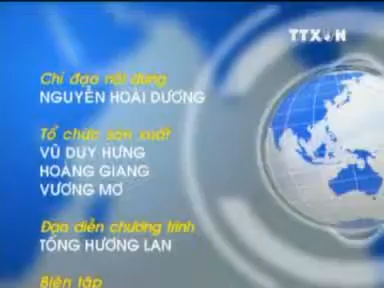 TTXVN
Chỉ đạo nội dung
NGUYỄN HOÀI DƯƠNG
Tổ chức sản xuất
VŨ DUY HƯNG
HOÀNG GIANG
VƯƠNG MƠ
Đạo diễn chương trình
TỐNG HƯƠNG LAN
Biên tập